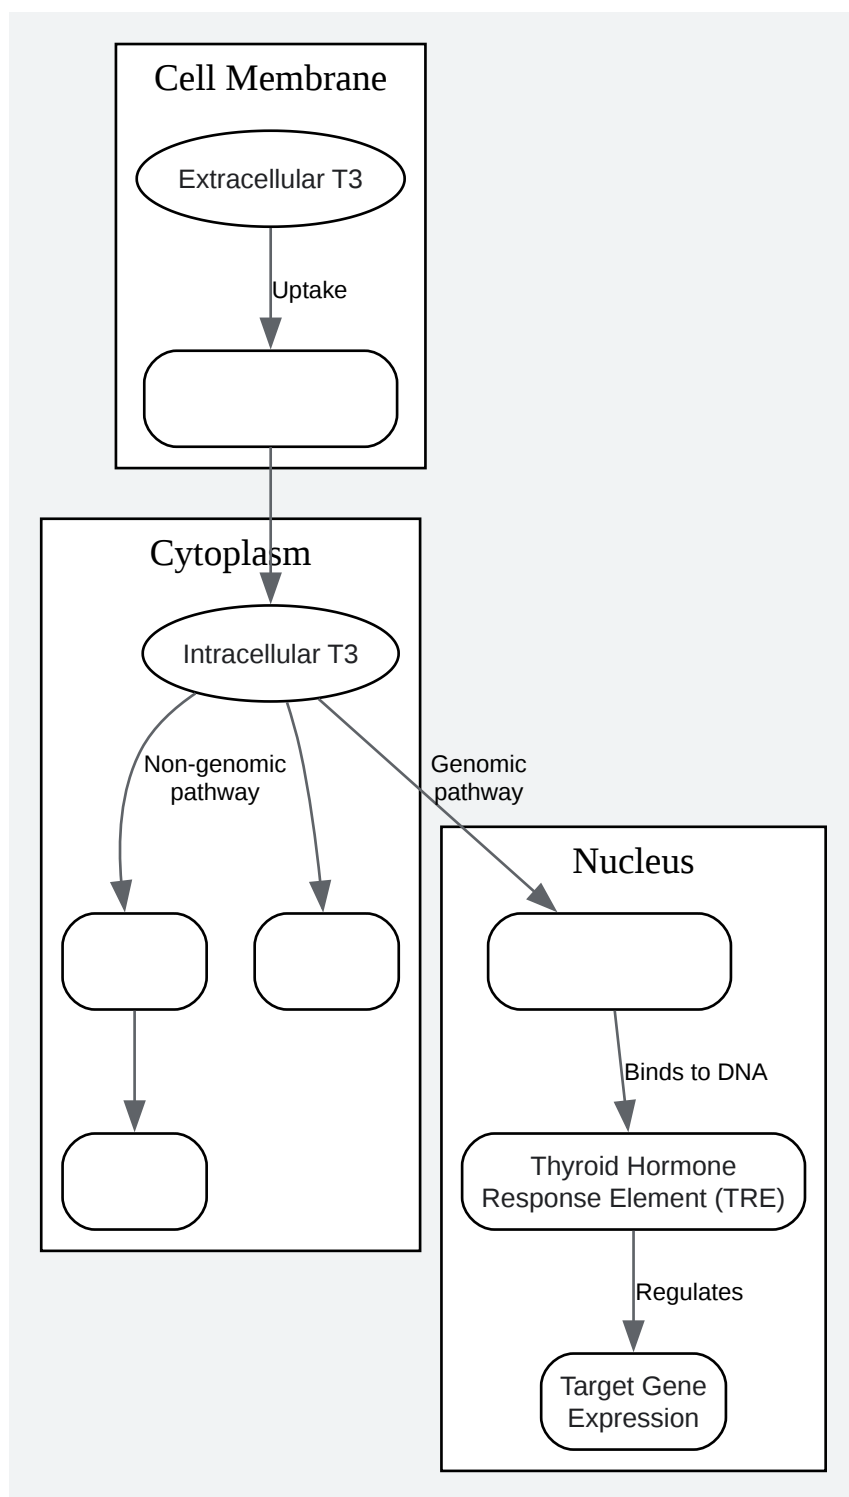 Cell Membrane
Extracellular T3
Uptake
Cytoplasm
Intracellular T3
Non-genomic
pathway
Genomic
pathway
Nucleus
Binds to DNA
Thyroid Hormone
Response Element (TRE)
Regulates
Target Gene
Expression